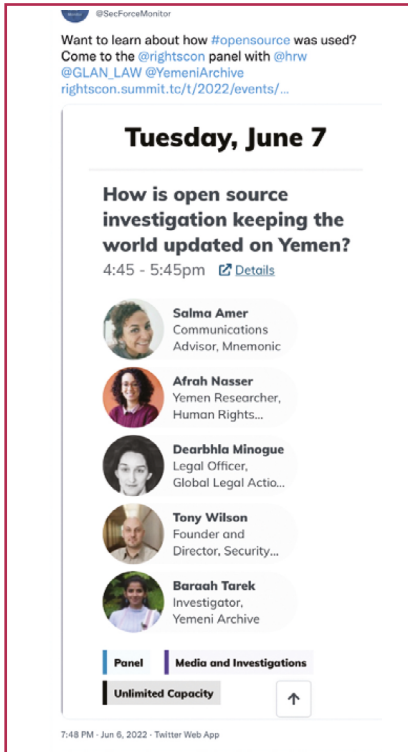 @SecForceMonitor
Want to learn about how #opensource was used?
Come to the @rightscon panel with @hrw
@GLAN_LAW @YemeniArchive
rightscon.summit.tc/t/2022/events/...
Tuesday, June 7
How is open source
investigation keeping the
world updated on Yemen?
4:45 - 5:45pm Details
Salma Amer
Communications
Advisor, Mnemonic
Afrah Nasser
Yemen Researcher,
Human Rights...
Dearbhla Minogue
Legal Officer,
Global Legal Actio...
Tony Wilson
Founder and
Director, Security...
Baraah Tarek
Investigator,
Yemeni Archive
Panel Media and Investigations
Unlimited Capacity
7:48 PM · Jun 6, 2022 · Twitter Web App